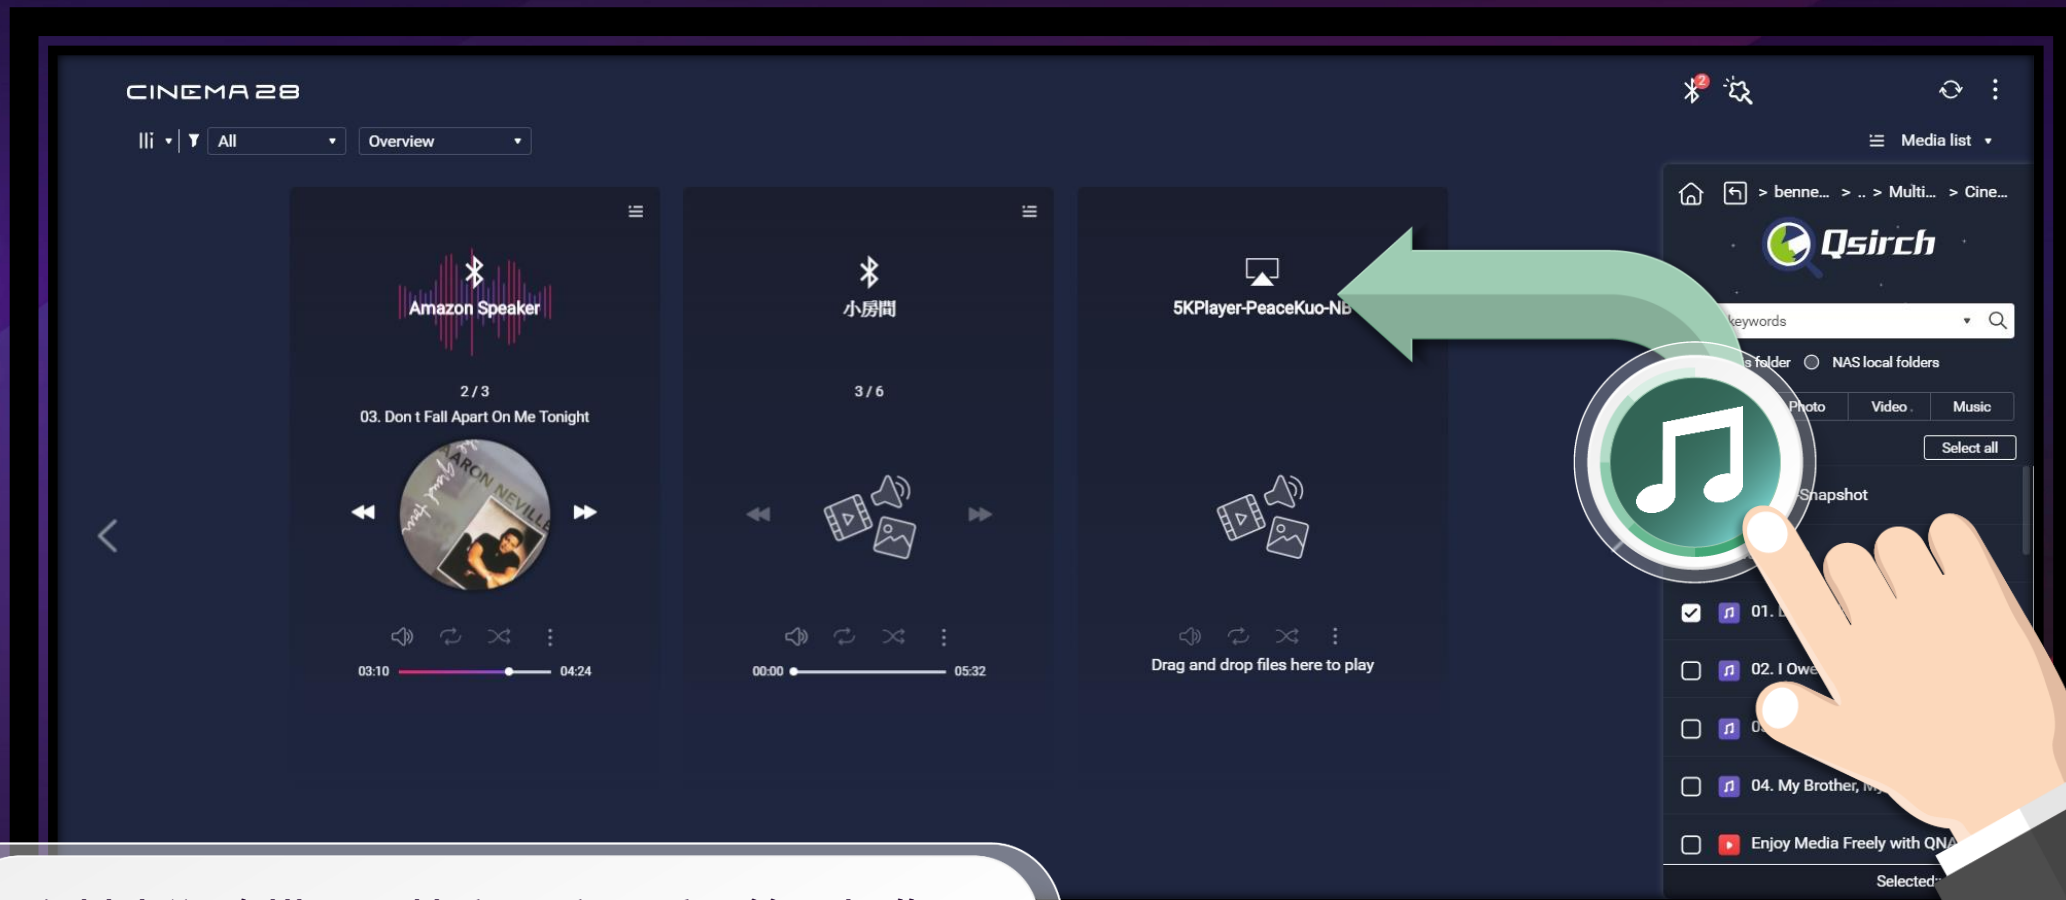 CINEMA28
2
All
Overview
Media list
> benne... > .. > Multi... > Cine...
Qsirch
keywords
folder
NAS local folders
Photo
Video
Music
Select all
Snapshot
01.
02. I Owe
04. My Brother,
Enjoy Media Freely with
Selected:
Amazon Speaker
2 / 3
03. Don t Fall Apart On Me Tonight
AARON NEVILLE
03:10
04:24
小房間
3 / 6
00:00
05:32
5KPlayer-PeaceKuo-NB
Drag and drop files here to play